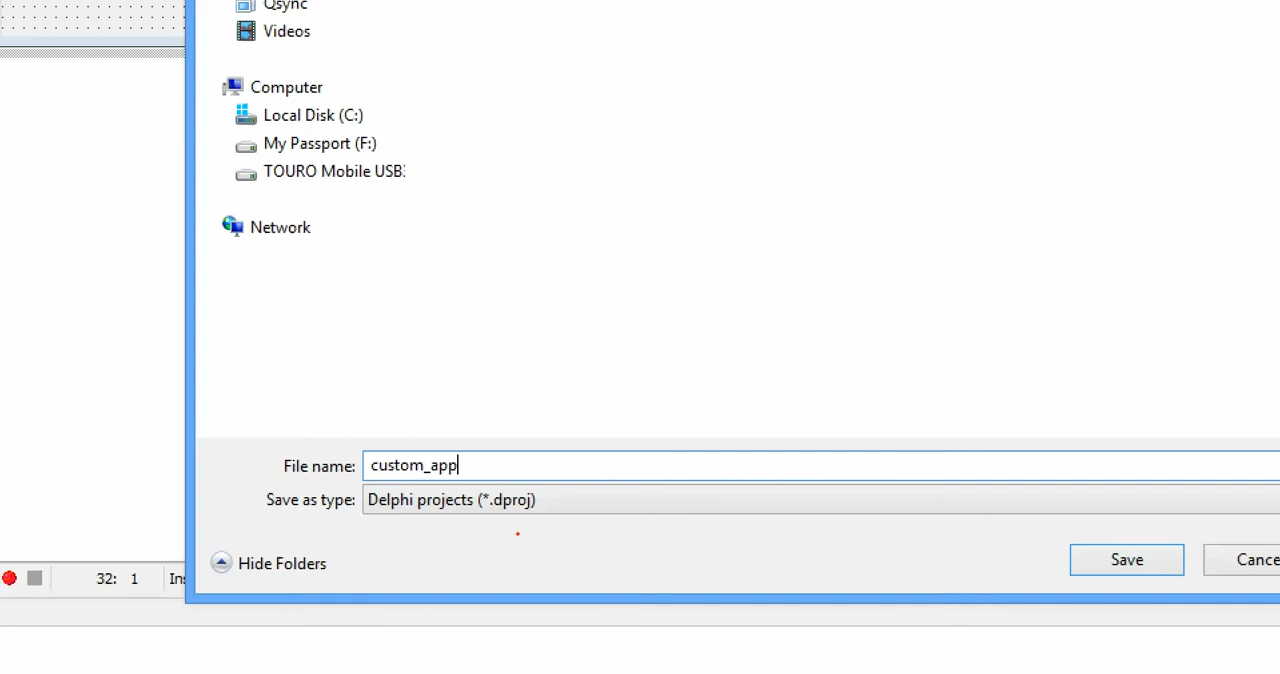 Qsync
Videos
Computer
Local Disk (C:)
My Passport (F:)
TOURO Mobile USB3
Network
File name: custom_app
Save as type: Delphi projects (*.dproj)
Hide Folders
Save
Cance
32: 1
Ins